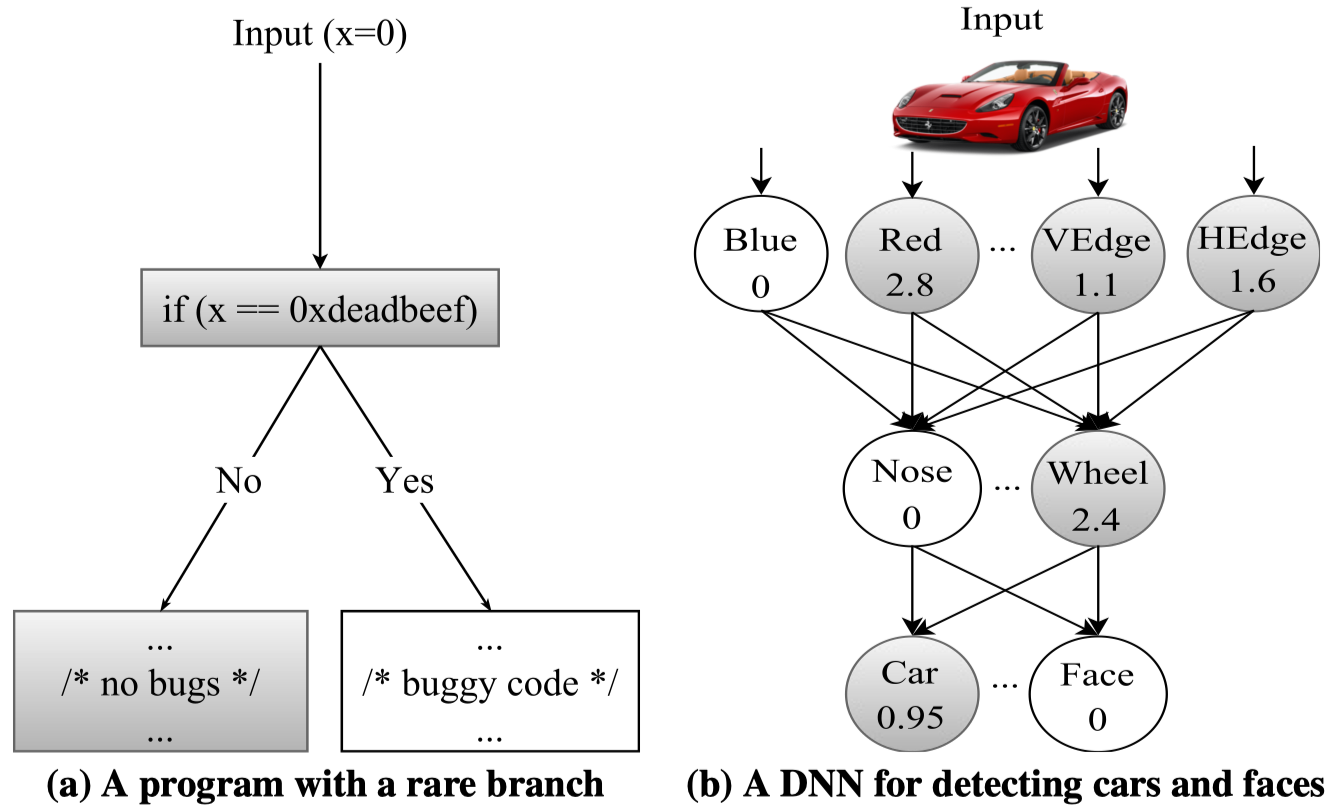 Input (x=0)
if (x == 0xdeadbeef)
No
Yes
...
/* no bugs */
...
...
/* buggy code */
...
(a) A program with a rare branch
Input
Blue
0
Red
2.8
...
VEdge
1.1
HEdge
1.6
Nose
0
...
Wheel
2.4
Car
0.95
...
Face
0
(b) A DNN for detecting cars and faces